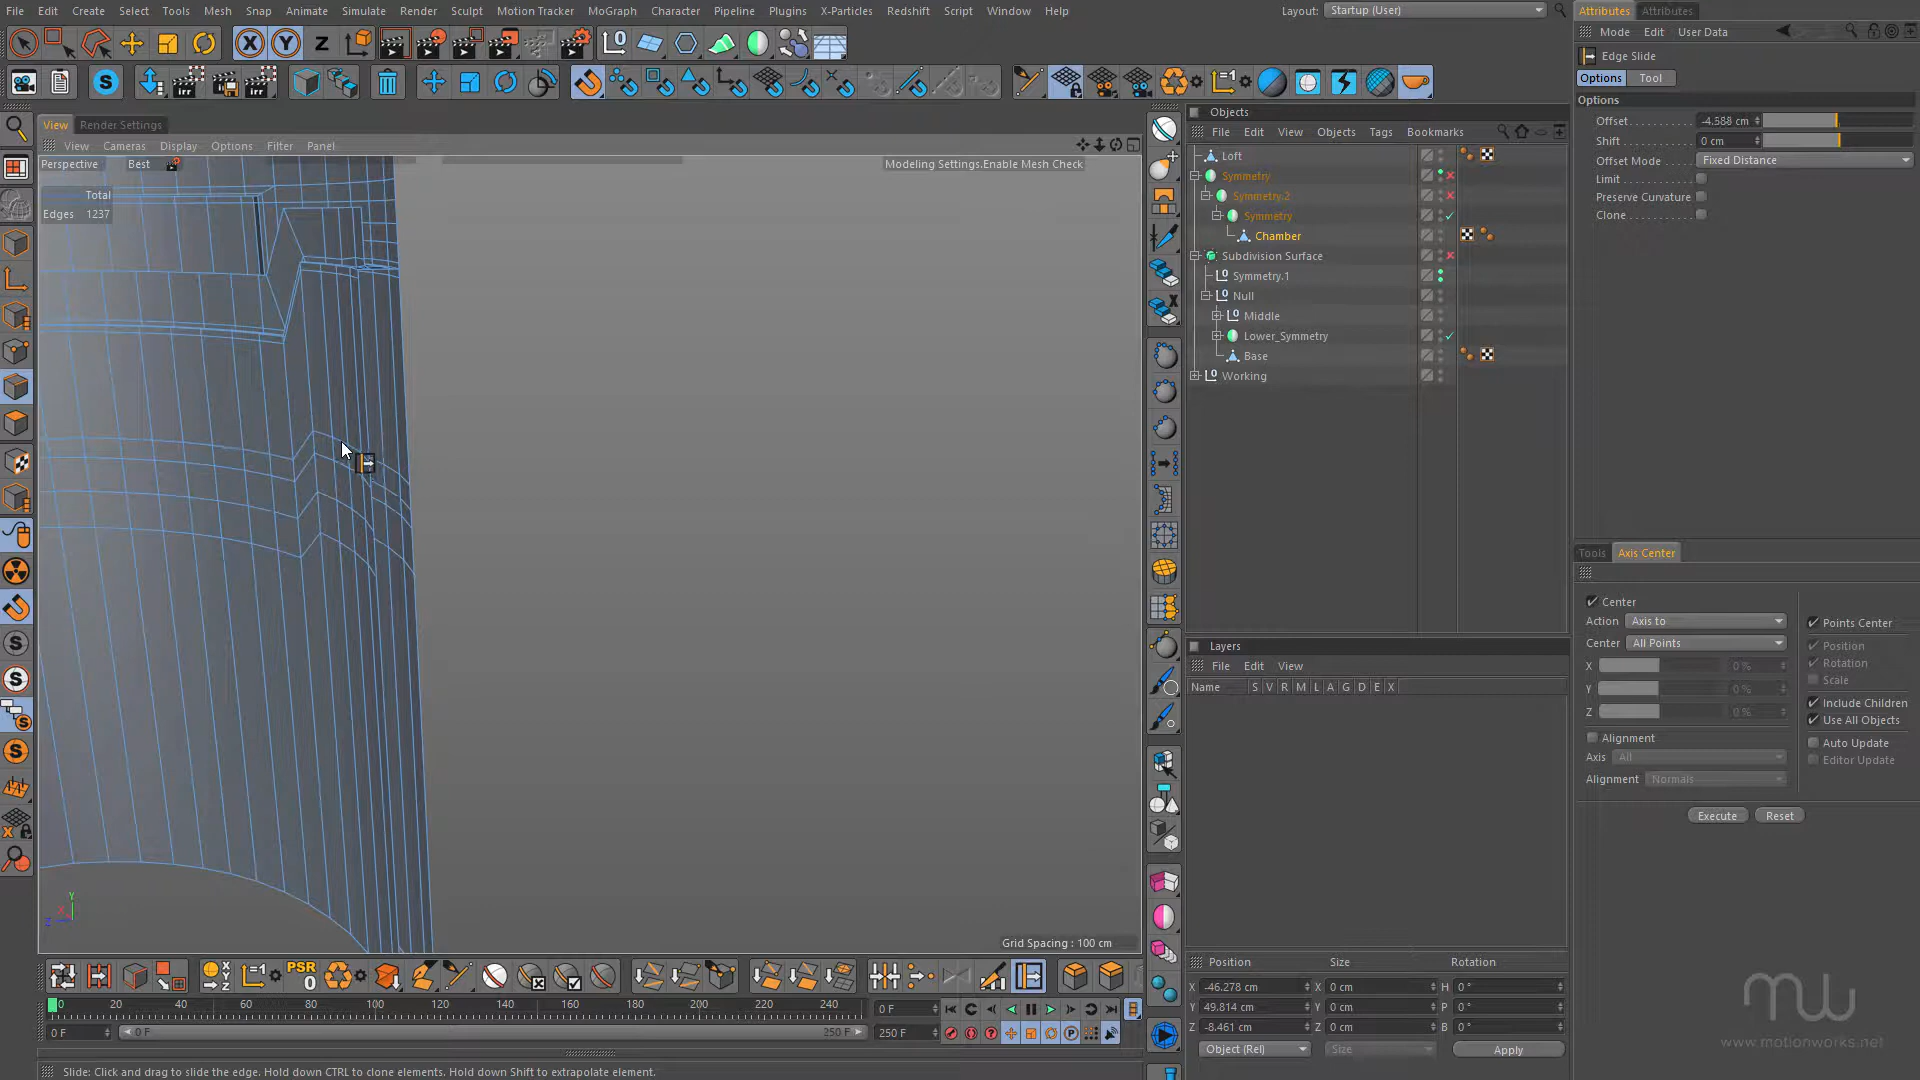 File Edit Create Select Tools Mesh Snap Animate Simulate Render Sculpt Motion Tracker MoGraph Character Pipeline Plugins X-Particles Redshift Script Window Help
Layout: Startup (User)
Attributes Attributes
Mode Edit User Data
Edge Slide
Options Tool
Options
Offset -4.588 cm
Shift 0 cm
Offset Mode Fixed Distance
Limit
Preserve Curvature
Clone
View Render Settings
View Cameras Display Options Filter Panel
Perspective Best
Modeling Settings.Enable Mesh Check
Total
Edges 1237
Grid Spacing : 100 cm
Objects
File Edit View Objects Tags Bookmarks
Loft
Symmetry
Symmetry.2
Symmetry
Chamber
Subdivision Surface
Symmetry.1
Null
Middle
Lower_Symmetry
Base
Working
Layers
File Edit View
Name S V R M L A G D E X
Tools Axis Center
Center
Action Axis to
Center All Points
X 0 %
Y 0 %
Z 0 %
Alignment
Axis All
Alignment Normals
Points Center
Position
Rotation
Scale
Include Children
Use All Objects
Auto Update
Editor Update
Execute Reset
Position Size Rotation
X -46.278 cm X 0 cm H 0 °
Y 49.814 cm Y 0 cm P 0 °
Z -8.461 cm Z 0 cm B 0 °
Object (Rel) Size Apply
PSR
0
0 20 40 60 80 100 120 140 160 180 200 220 240
0 F
0 F 0 F 250 F 250 F
Slide: Click and drag to slide the edge. Hold down CTRL to clone elements. Hold down Shift to extrapolate element.
mw
www.motionworks.net